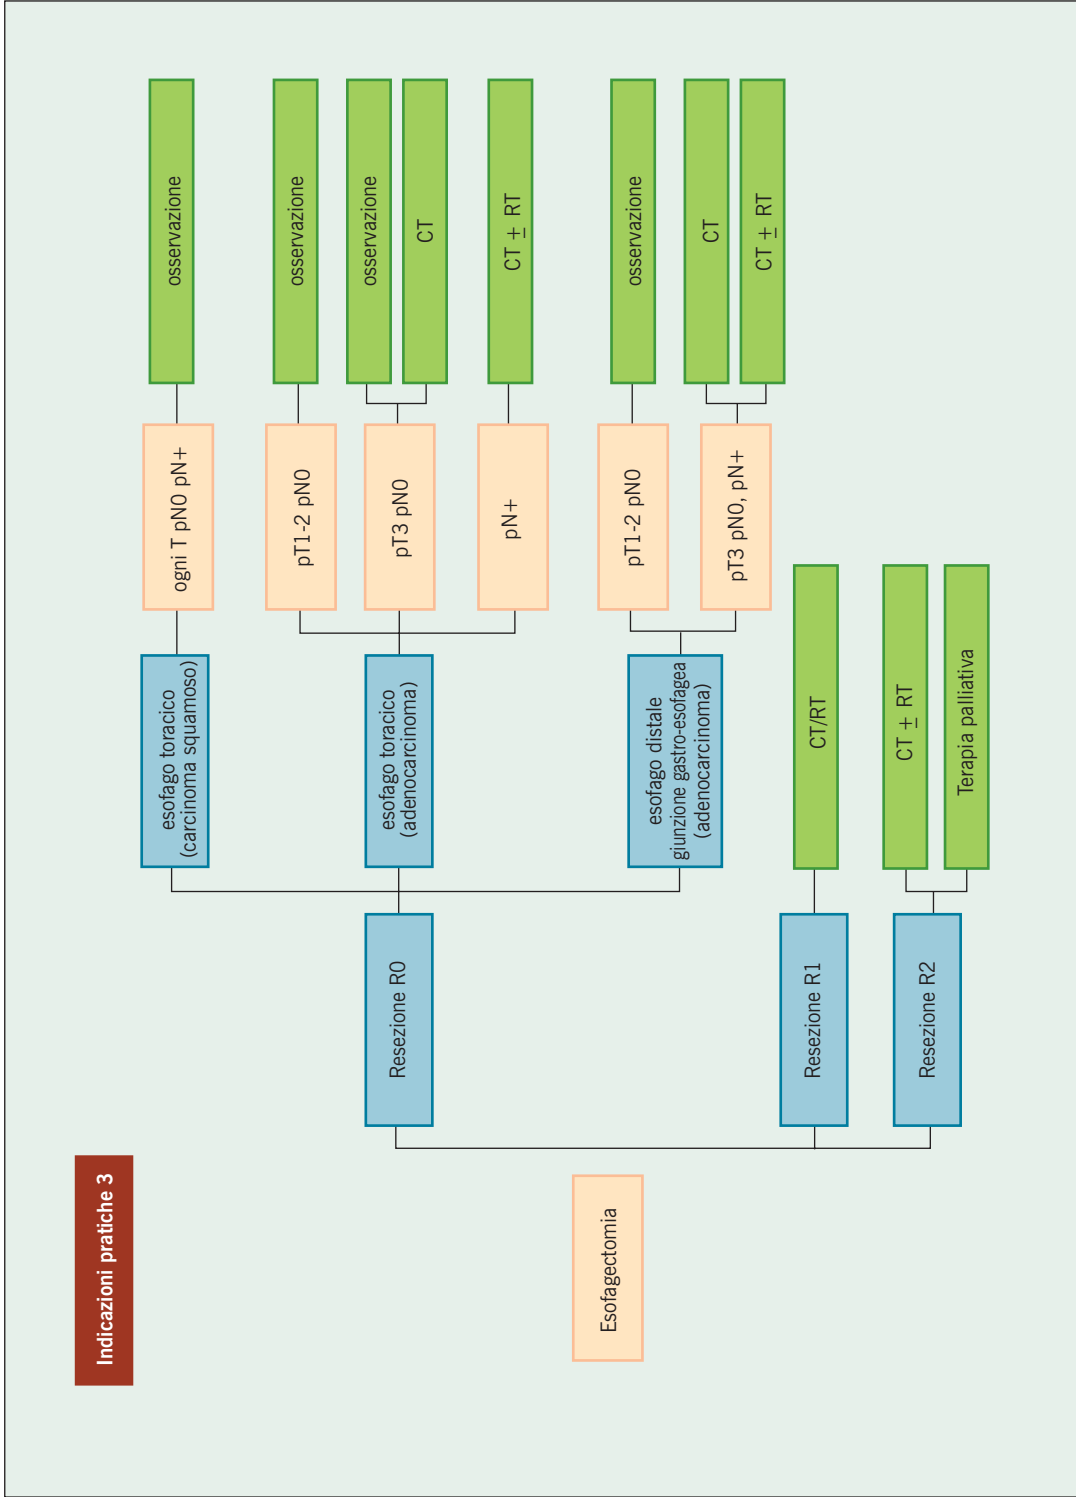 Indicazioni pratiche 3
Esofagectomia
Resezione R0
esofago toracico
(carcinoma squamoso)
ogni T pN0 pN+
osservazione
esofago toracico
(adenocarcinoma)
pT1-2 pN0
osservazione
pT3 pN0
osservazione
CT
pN+
CT ± RT
esofago distale
giunzione gastro-esofagea
(adenocarcinoma)
pT1-2 pN0
osservazione
pT3 pN0, pN+
CT
CT ± RT
Resezione R1
CT/RT
Resezione R2
CT ± RT
Terapia palliativa